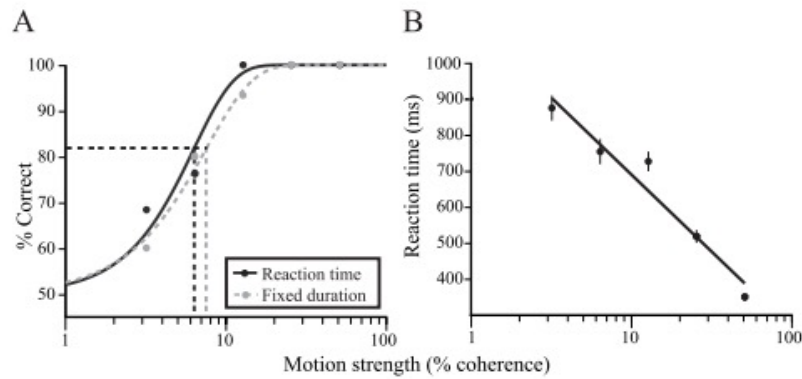 A
B
% Correct
100
90
80
70
60
50
1
10
100
Reaction time
Fixed duration
Reaction time (ms)
1000
900
800
700
600
500
400
300
1
10
100
Motion strength (% coherence)